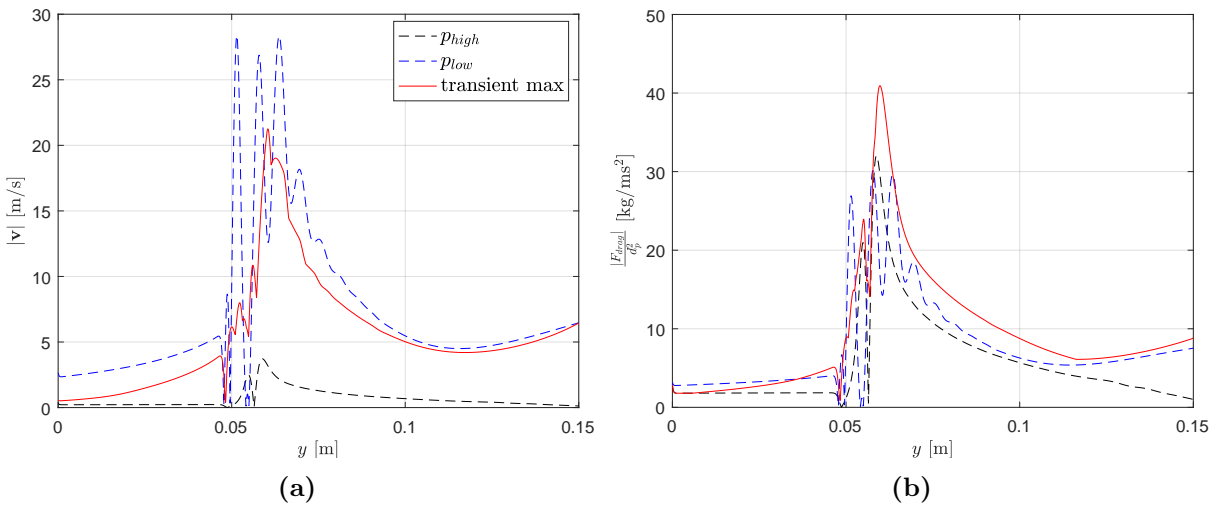 30
25
20
15
10
5
0
|v| [m/s]
0 0.05 0.1 0.15
y [m]
p_high
p_low
transient max
(a)
50
40
30
20
10
0
|F_drag| / d_p^2 [kg/ms^2]
0 0.05 0.1 0.15
y [m]
(b)